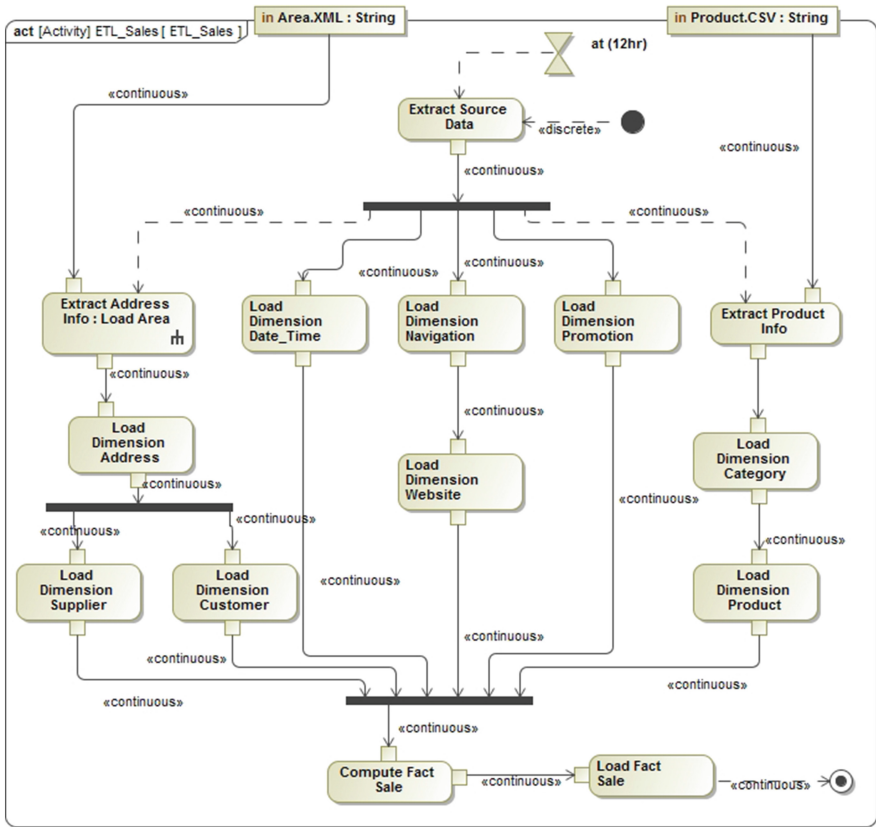 in Area.XML : String
in Product.CSV : String
act [Activity] ETL_Sales [ ETL_Sales ]
at (12hr)
«continuous»
Extract Source
Data
«discrete»
«continuous»
«continuous»
«continuous»
«continuous»
«continuous»
«continuous»
Extract Address
Info : Load Area
Load
Dimension
Date_Time
Load
Dimension
Navigation
Load
Dimension
Promotion
Extract Product
Info
«continuous»
«continuous»
Load
Dimension
Address
Load
Dimension
Category
Load
Dimension
Website
«continuous»
«continuous»
«continuous»
«continuous»
«continuous»
Load
Dimension
Supplier
Load
Dimension
Customer
«continuous»
Load
Dimension
Product
«continuous»
«continuous»
«continuous»
«continuous»
«continuous»
Compute Fact
Sale
«continuous»
Load Fact
Sale
«continuous»